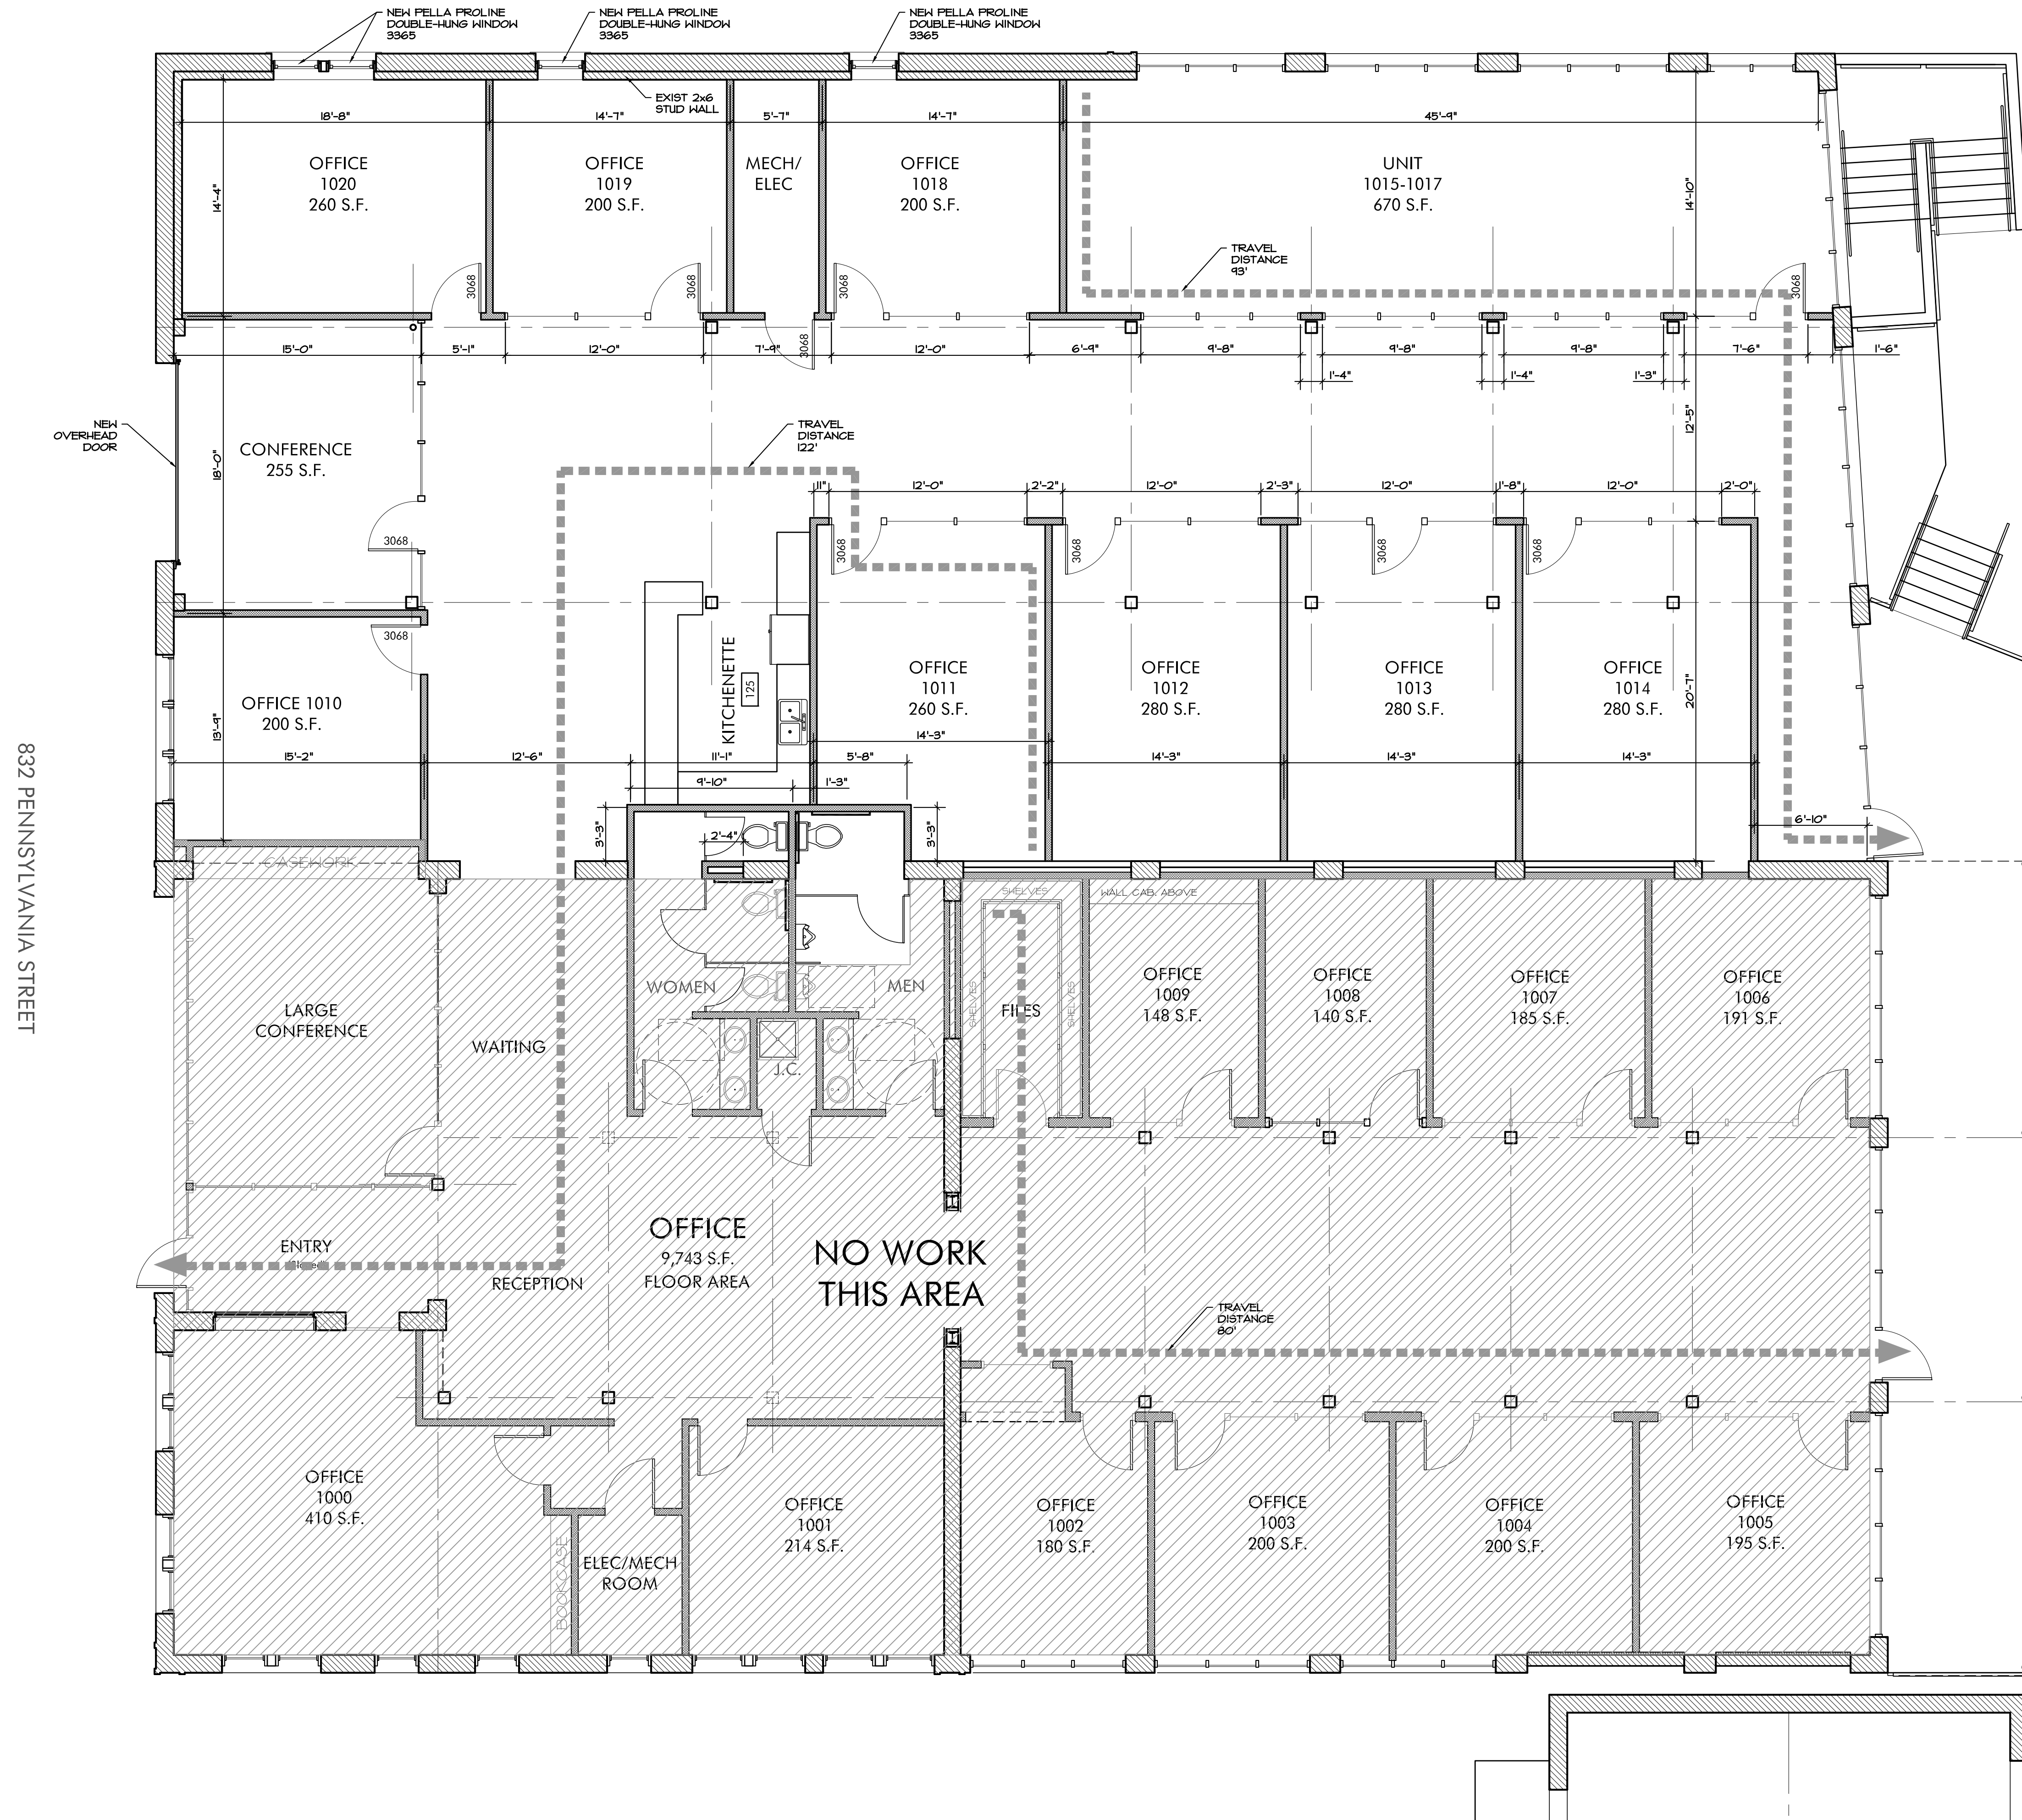 NEW PELLA PROLINE
DOUBLE-HUNG WINDOW
3365
NEW PELLA PROLINE
DOUBLE-HUNG WINDOW
3365
NEW PELLA PROLINE
DOUBLE-HUNG WINDOW
3365
EXIST 2x6
STUD WALL
18'-8"
14'-7"
5'-7"
14'-7"
45'-9"
OFFICE
1020
260 S.F.
OFFICE
1019
200 S.F.
MECH/
ELEC
OFFICE
1018
200 S.F.
UNIT
1015-1017
670 S.F.
14'-4"
14'-10"
TRAVEL
DISTANCE
93'
3068
3068
3068
3068
3068
15'-0"
5'-1"
12'-0"
7'-9"
12'-0"
6'-9"
9'-8"
9'-8"
9'-8"
7'-6"
1'-6"
1'-4"
1'-4"
1'-3"
NEW
OVERHEAD
DOOR
TRAVEL
DISTANCE
122'
12'-5"
CONFERENCE
255 S.F.
18'-0"
11"
12'-0"
2'-2"
12'-0"
2'-3"
12'-0"
1'-8"
12'-0"
2'-0"
3068
3068
3068
3068
3068
3068
KITCHENETTE
125
OFFICE
1011
260 S.F.
OFFICE
1012
280 S.F.
OFFICE
1013
280 S.F.
OFFICE
1014
280 S.F.
20'-7"
OFFICE 1010
200 S.F.
13'-9"
14'-3"
15'-2"
12'-6"
11'-1"
5'-8"
14'-3"
14'-3"
14'-3"
9'-10"
1'-3"
6'-10"
3'-3"
2'-4"
3'-3"
832 PENNSYLVANIA STREET
CASEWORK
SHELVES
WALL CAB. ABOVE
LARGE
CONFERENCE
WAITING
WOMEN
MEN
SHELVES
FILES
SHELVES
OFFICE
1009
148 S.F.
OFFICE
1008
140 S.F.
OFFICE
1007
185 S.F.
OFFICE
1006
191 S.F.
J.C.
ENTRY
RECEPTION
OFFICE
9,743 S.F.
FLOOR AREA
NO WORK
THIS AREA
TRAVEL
DISTANCE
80'
OFFICE
1000
410 S.F.
BOOKCASE
ELEC/MECH
ROOM
OFFICE
1001
214 S.F.
OFFICE
1002
180 S.F.
OFFICE
1003
200 S.F.
OFFICE
1004
200 S.F.
OFFICE
1005
195 S.F.